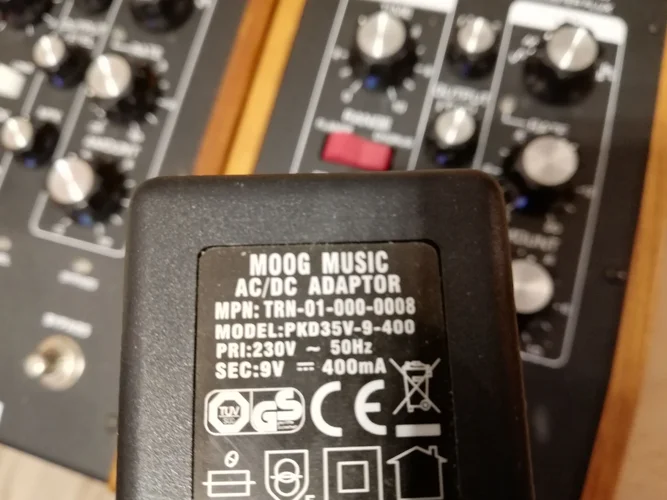 MOOG MUSIC
AC/DC ADAPTOR
MPN: TRN-01-000-0008
MODEL:PKD35V-9-400
PRI:230V ~ 50Hz
SEC:9V ⎓ 400mA
TUV GS CE